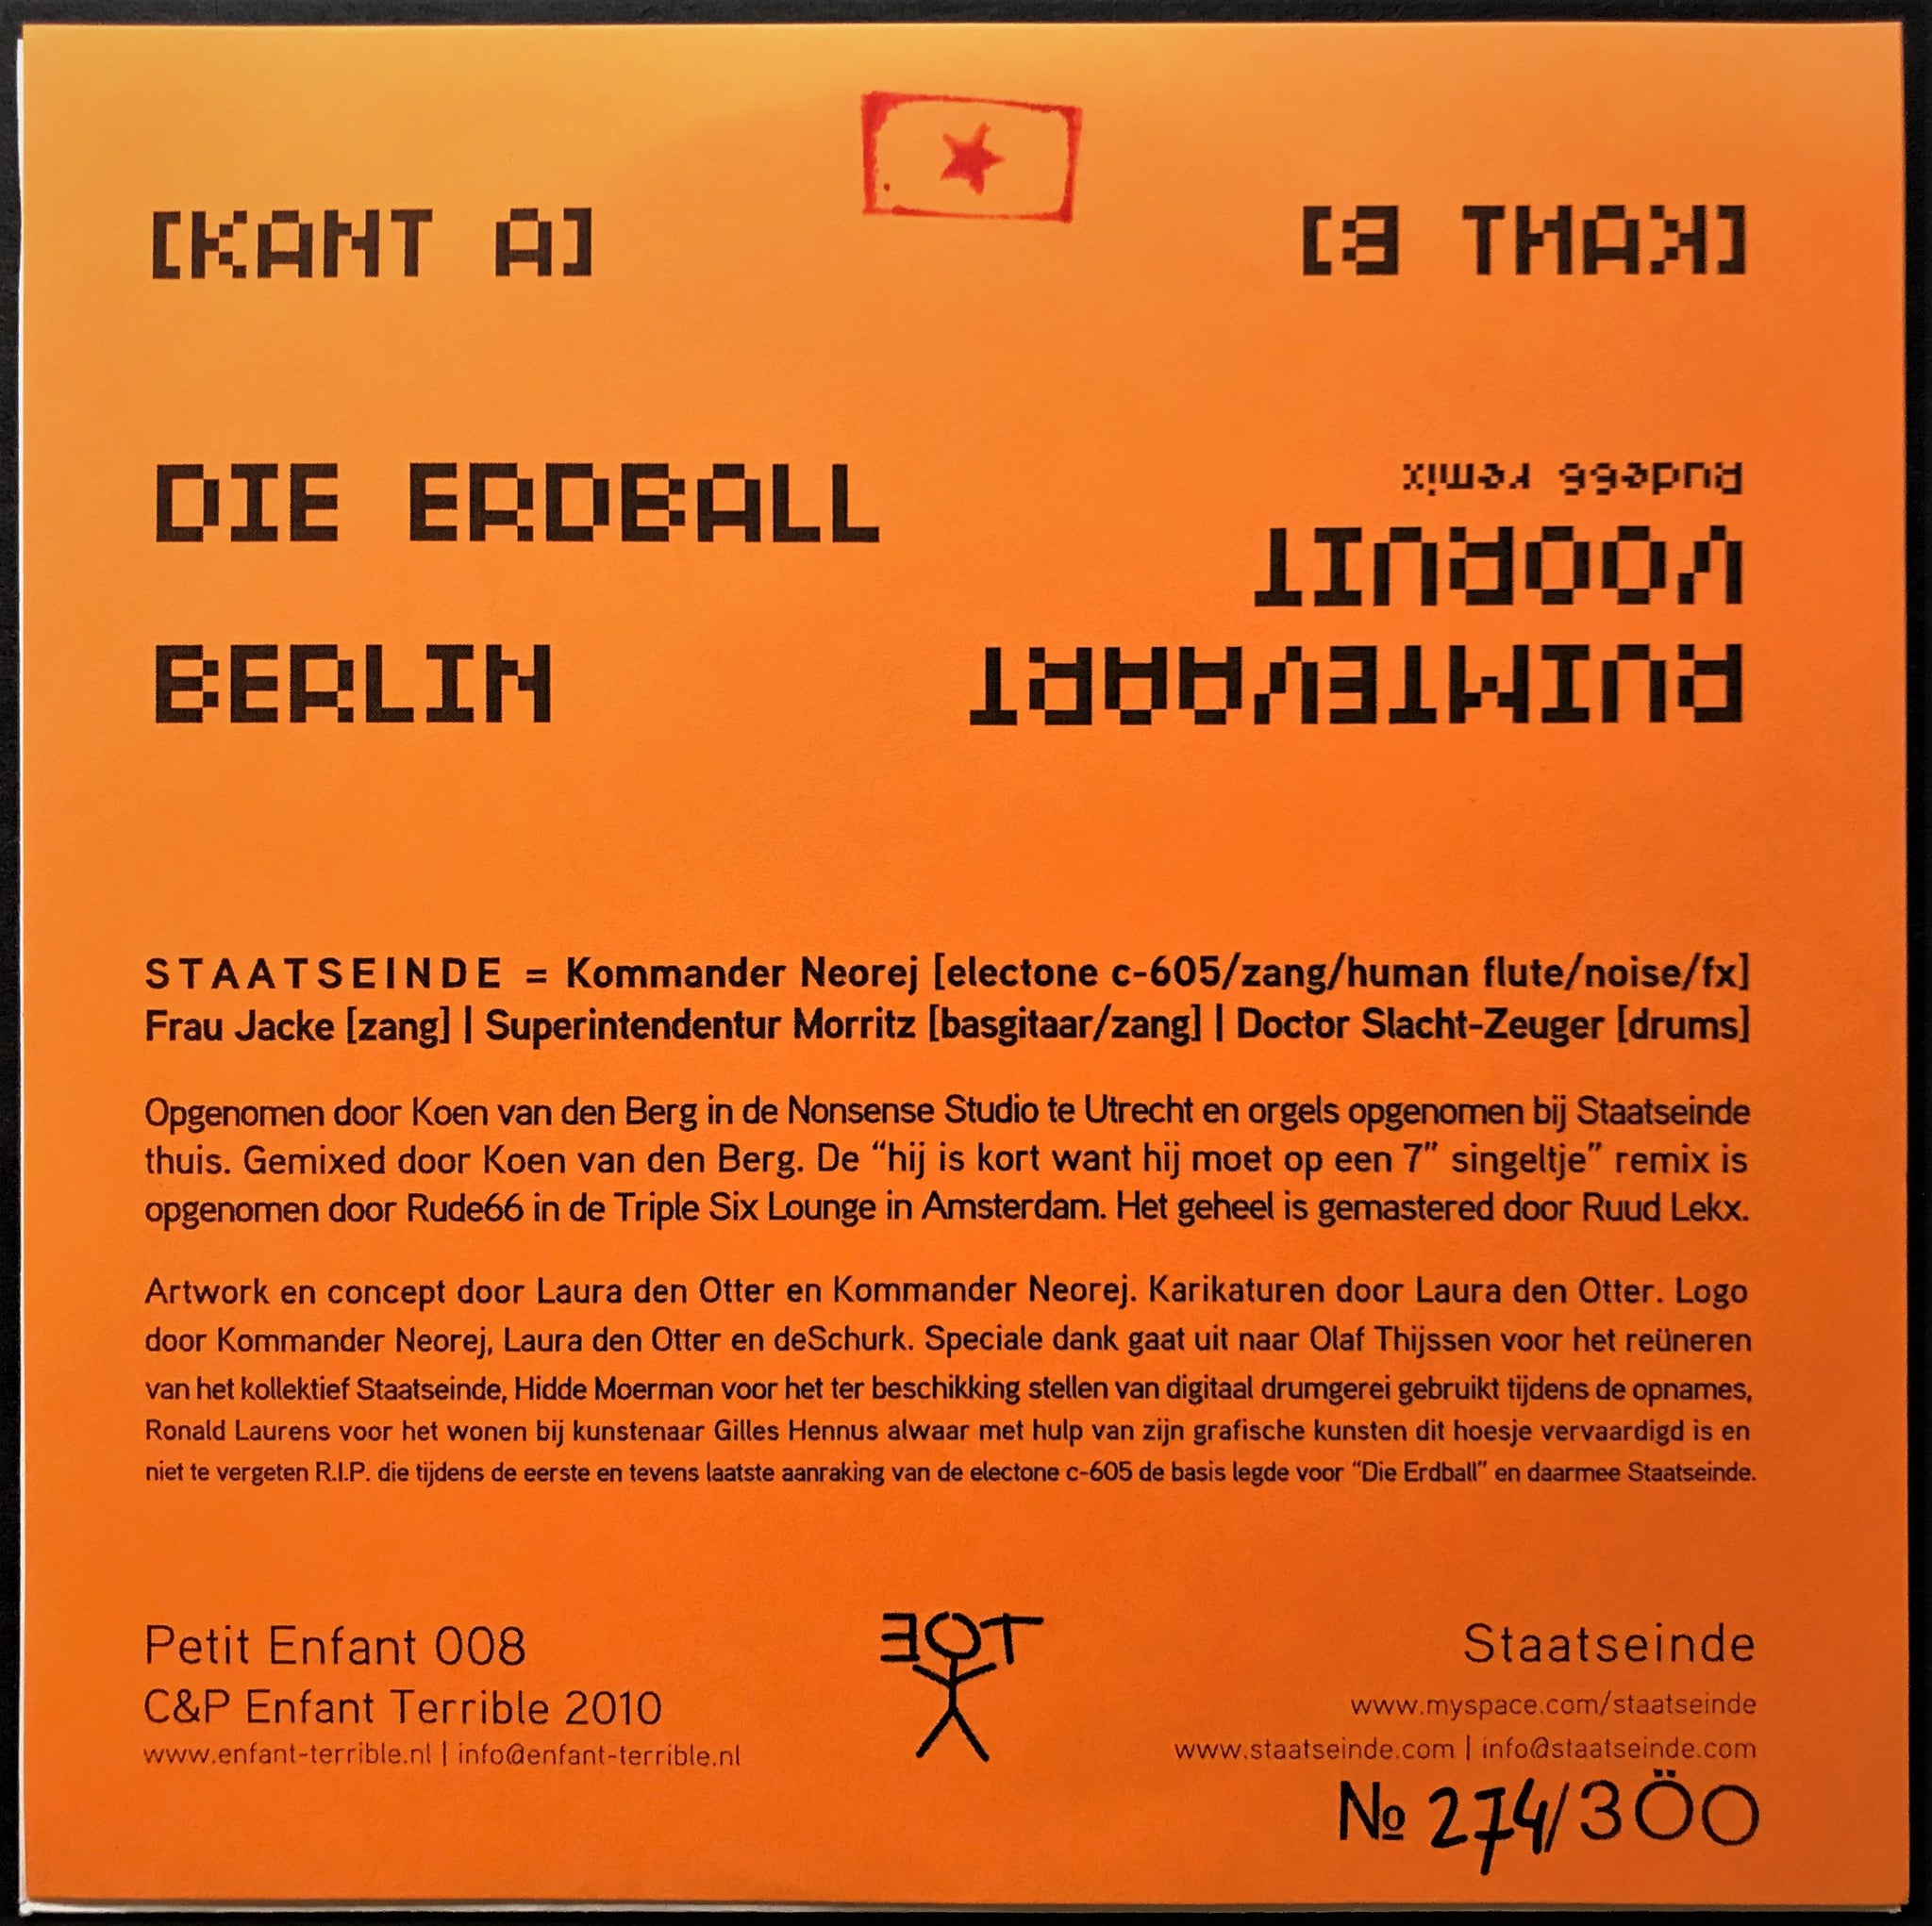 [KANT A]
[KANT B]
DIE ERDBALL
BERLIN
RUIMTEVAART
VOORUIT
Rude66 remix
STAATSEINDE = Kommander Neorej [electone c-605/zang/human flute/noise/fx]
Frau Jacke [zang] | Superintendentur Morritz [basgitaar/zang] | Doctor Slacht-Zeuger [drums]
Opgenomen door Koen van den Berg in de Nonsense Studio te Utrecht en orgels opgenomen bij Staatseinde
thuis. Gemixed door Koen van den Berg. De “hij is kort want hij moet op een 7” singeltje” remix is
opgenomen door Rude66 in de Triple Six Lounge in Amsterdam. Het geheel is gemastered door Ruud Lekx.
Artwork en concept door Laura den Otter en Kommander Neorej. Karikaturen door Laura den Otter. Logo
door Kommander Neorej, Laura den Otter en deSchurk. Speciale dank gaat uit naar Olaf Thijssen voor het reüneren
van het kollektief Staatseinde, Hidde Moerman voor het ter beschikking stellen van digitaal drumgerei gebruikt tijdens de opnames,
Ronald Laurens voor het wonen bij kunstenaar Gilles Hennus alwaar met hulp van zijn grafische kunsten dit hoesje vervaardigd is en
niet te vergeten R.I.P. die tijdens de eerste en tevens laatste aanraking van de electone c-605 de basis legde voor “Die Erdball” en daarmee Staatseinde.
Petit Enfant 008
C&P Enfant Terrible 2010
www.enfant-terrible.nl | info@enfant-terrible.nl
EOT
Staatseinde
www.myspace.com/staatseinde
www.staatseinde.com | info@staatseinde.com
№ 274/3Ö0